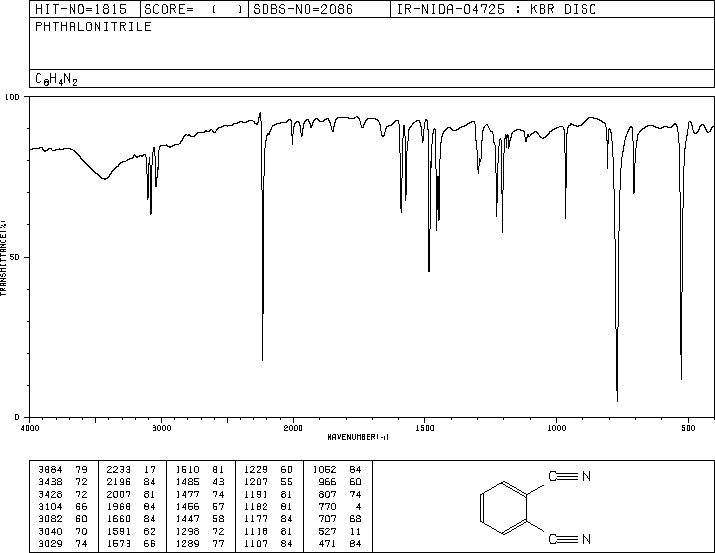 HIT-NO=1815 SCORE= ( ) SDBS-NO=2086 IR-NIDA-04725 : KBR DISC
PHTHALONITRILE
C8H4N2
100
50
0
TRANSMITTANCE(%)
4000 3000 2000 1500 1000 500
WAVENUMBER(-1)
3884 79 2233 17 1610 81 1229 60 1052 84
3438 72 2196 84 1485 43 1207 55 966 60
3428 72 2007 81 1477 74 1191 81 807 74
3104 66 1968 84 1456 57 1182 81 770 4
3082 60 1660 84 1447 58 1177 84 707 68
3040 70 1591 62 1298 72 1118 81 527 11
3029 74 1573 66 1289 77 1107 84 471 84
C N
C N